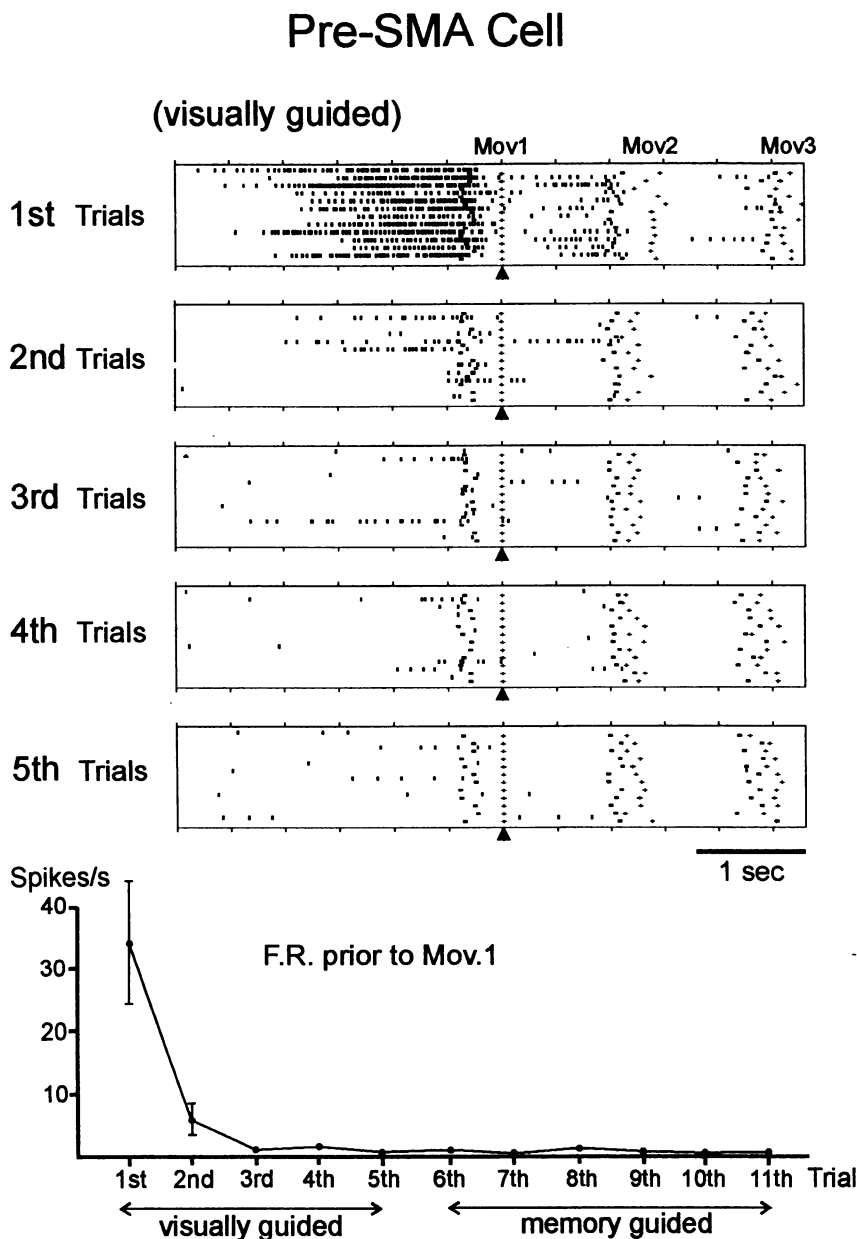 Pre-SMA Cell
(visually guided)
Mov1 Mov2 Mov3
1st Trials
2nd Trials
3rd Trials
4th Trials
5th Trials
1 sec
Spikes/s
40
30
20
10
F.R. prior to Mov.1
1st 2nd 3rd 4th 5th 6th 7th 8th 9th 10th 11th Trial
visually guided memory guided